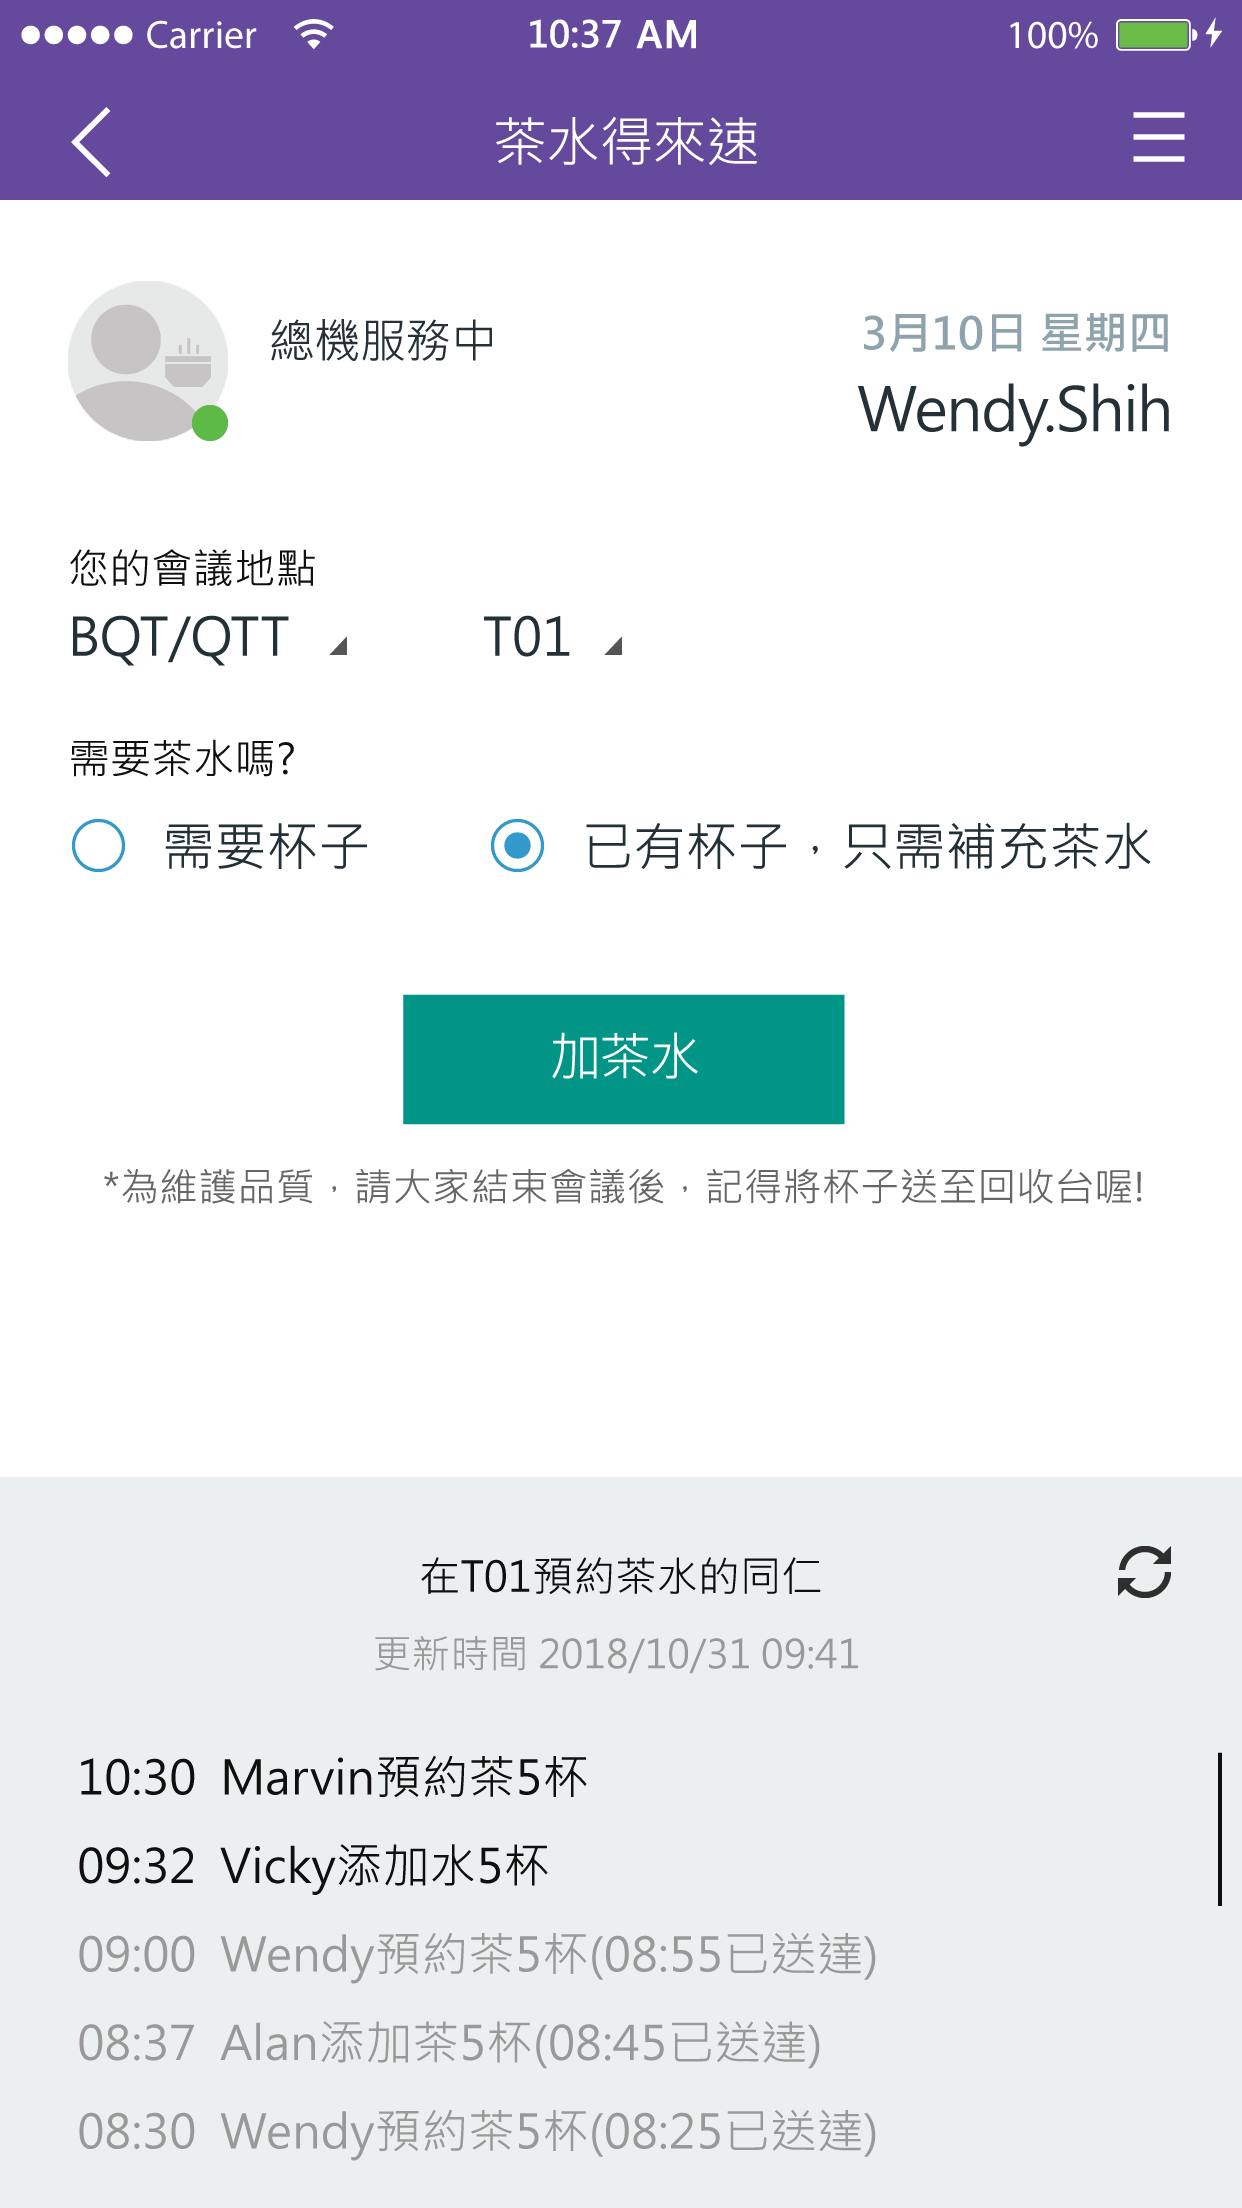 Carrier 10:37 AM 100%
茶水得來速
總機服務中
3月10日 星期四
Wendy.Shih
您的會議地點
BQT/QTT T01
需要茶水嗎?
需要杯子 已有杯子，只需補充茶水
加茶水
*為維護品質，請大家結束會議後，記得將杯子送至回收台喔!
在T01預約茶水的同仁
更新時間 2018/10/31 09:41
10:30 Marvin預約茶5杯
09:32 Vicky添加水5杯
09:00 Wendy預約茶5杯(08:55已送達)
08:37 Alan添加茶5杯(08:45已送達)
08:30 Wendy預約茶5杯(08:25已送達)